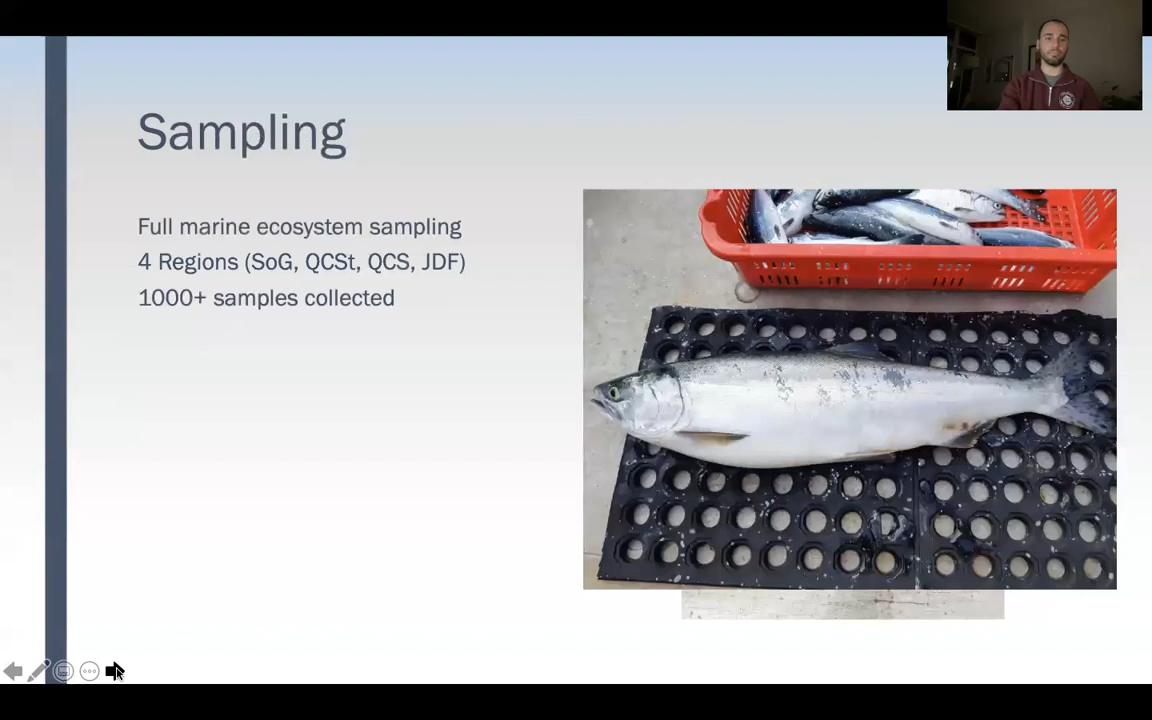 Sampling
Full marine ecosystem sampling
4 Regions (SoG, QCSt, QCS, JDF)
1000+ samples collected